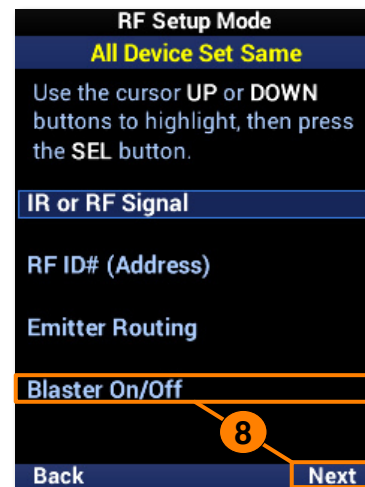 RF Setup Mode
All Device Set Same
Use the cursor UP or DOWN
buttons to highlight, then press
the SEL button.
IR or RF Signal
RF ID# (Address)
Emitter Routing
Blaster On/Off
8
Back Next